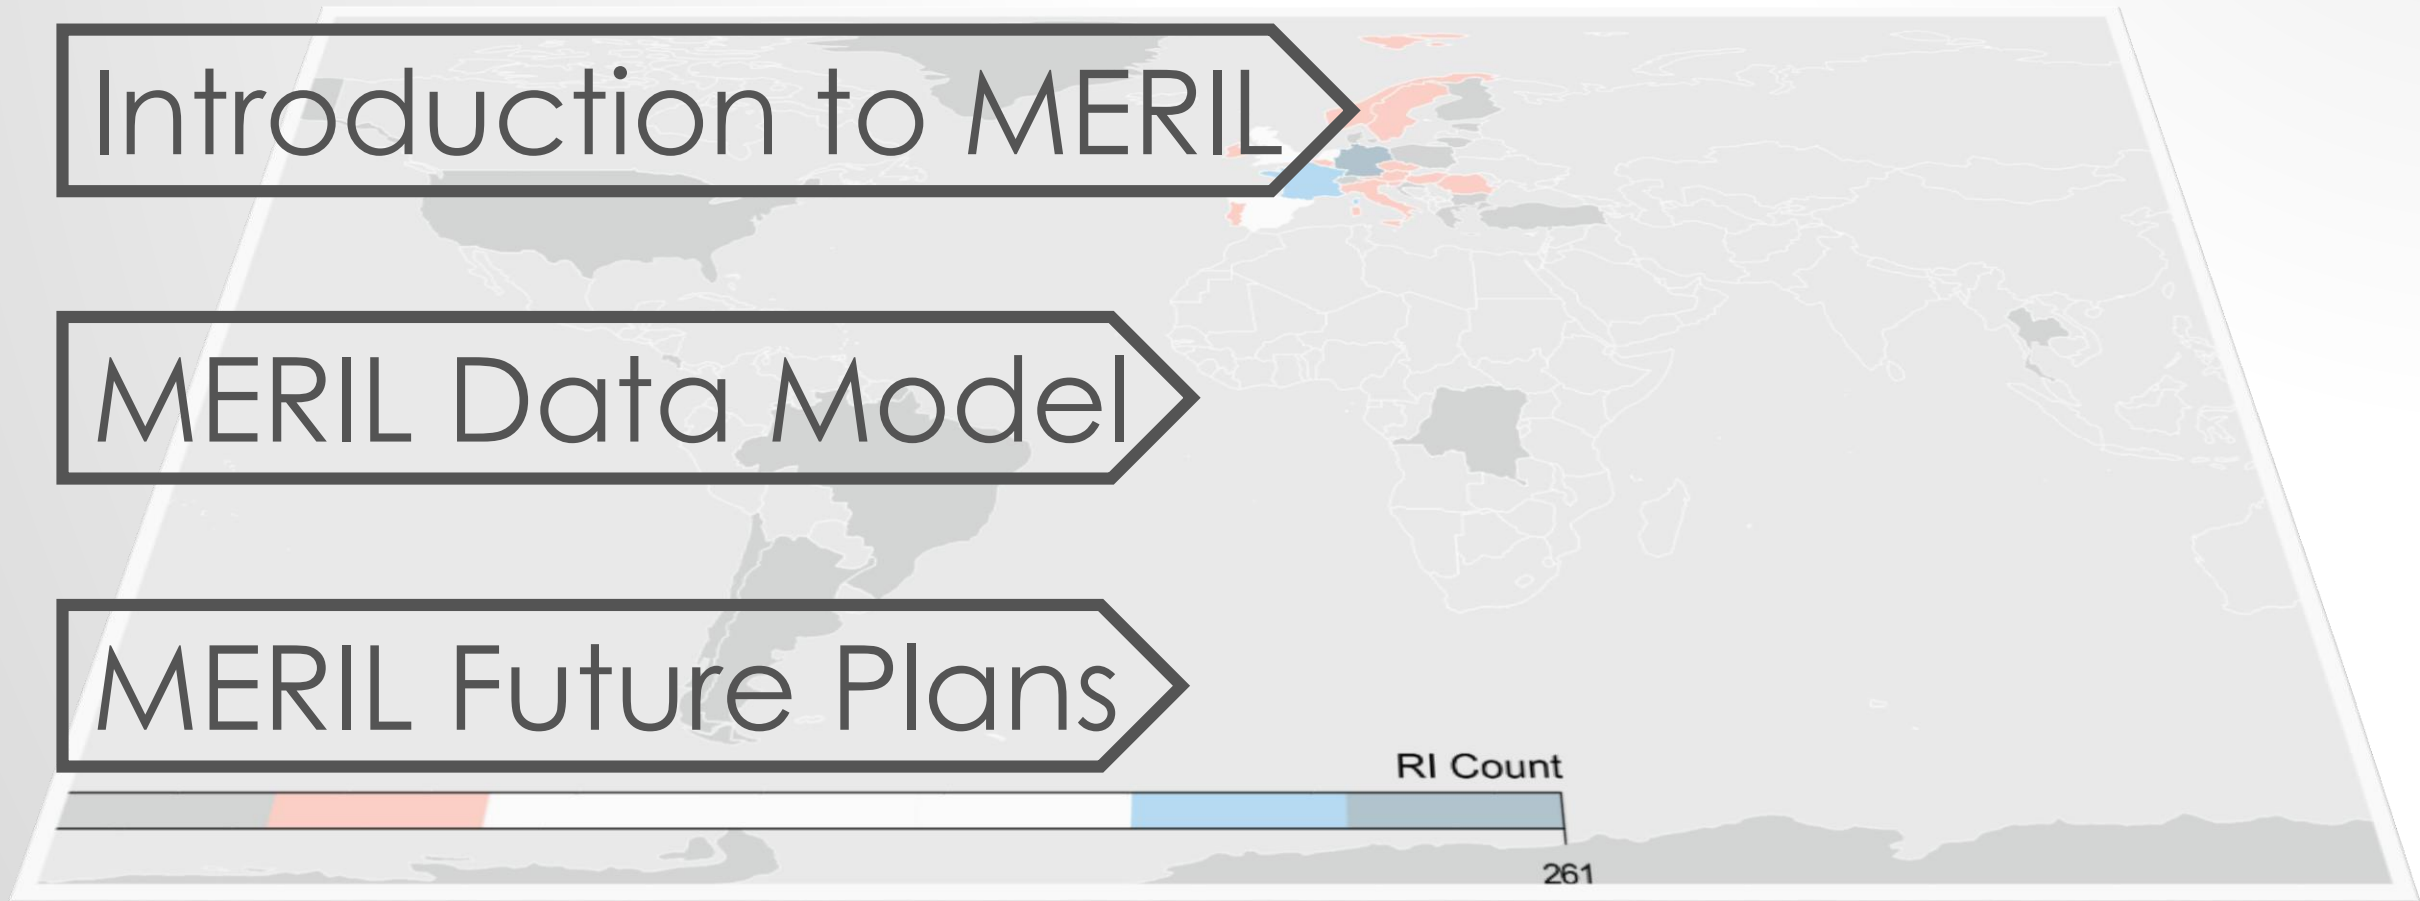 Introduction to MERIL
MERIL Data Model
MERIL Future Plans
RI Count
261